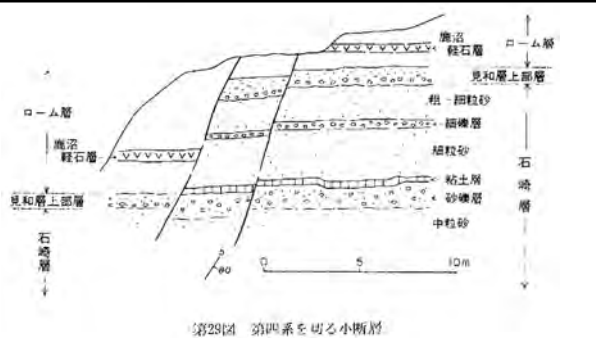 鹿沼
軽石層
ローム層
見和層上部層
粗-細粒砂
細礫層
細粒砂
粘土層
砂礫層
中粒砂
石崎層
ローム層
鹿沼
軽石層
見和層上部層
石崎層
80
0 5 10m
第29図 第四系を切る小断層